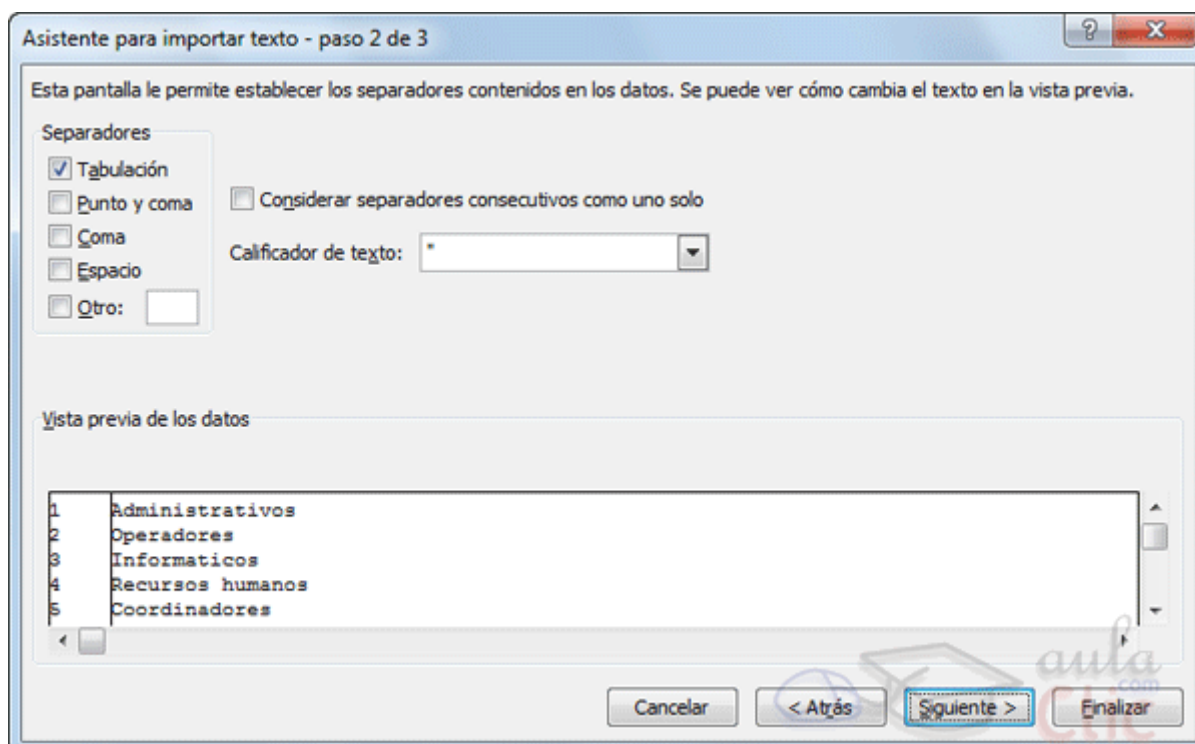 Asistente para importar texto - paso 2 de 3
Esta pantalla le permite establecer los separadores contenidos en los datos. Se puede ver cómo cambia el texto en la vista previa.
Separadores
Tabulación
Punto y coma
Coma
Espacio
Otro:
Considerar separadores consecutivos como uno solo
Calificador de texto: "
Vista previa de los datos
1 Administrativos
2 Operadores
3 Informaticos
4 Recursos humanos
5 Coordinadores
Cancelar
< Atrás
Siguiente >
Finalizar
aula
.com
Clic